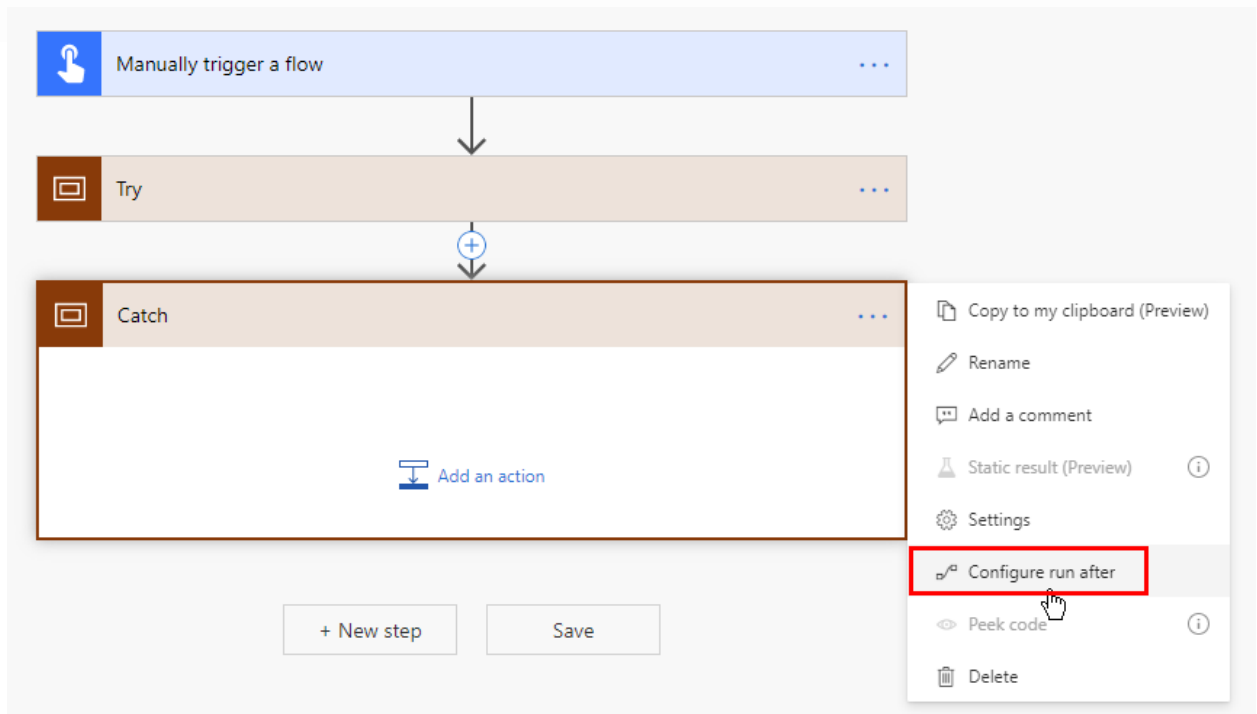 Manually trigger a flow
Try
Catch
Add an action
+ New step
Save
Copy to my clipboard (Preview)
Rename
Add a comment
Static result (Preview)
Settings
Configure run after
Peek code
Delete